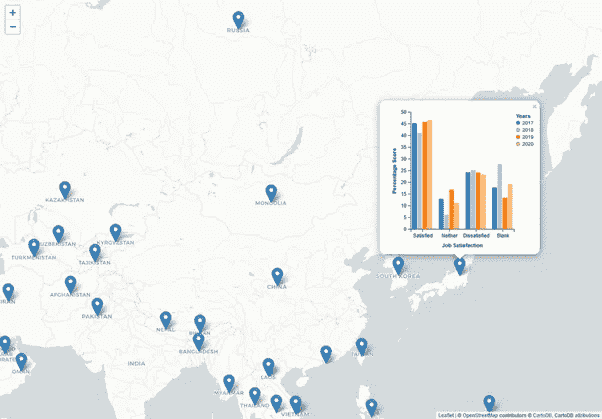 +
−
RUSSIA
×
50
45
40
35
30
25
20
15
10
5
0
Percentage Score
Years
2017
2018
2019
2020
Satisfied
Neither
Dissatisfied
Blank
Job Satisfaction
KAZAKHSTAN
MONGOLIA
UZBEKISTAN
KYRGYZSTAN
TURKMENISTAN
TAJIKISTAN
SOUTH KOREA
AFGHANISTAN
CHINA
IRAN
PAKISTAN
NEPAL
BHUTAN
BANGLADESH
TAIWAN
INDIA
OMAN
LAOS
MYANMAR
THAILAND
VIETNAM
Leaflet | © OpenStreetMap contributors © CartoDB, CartoDB attributions